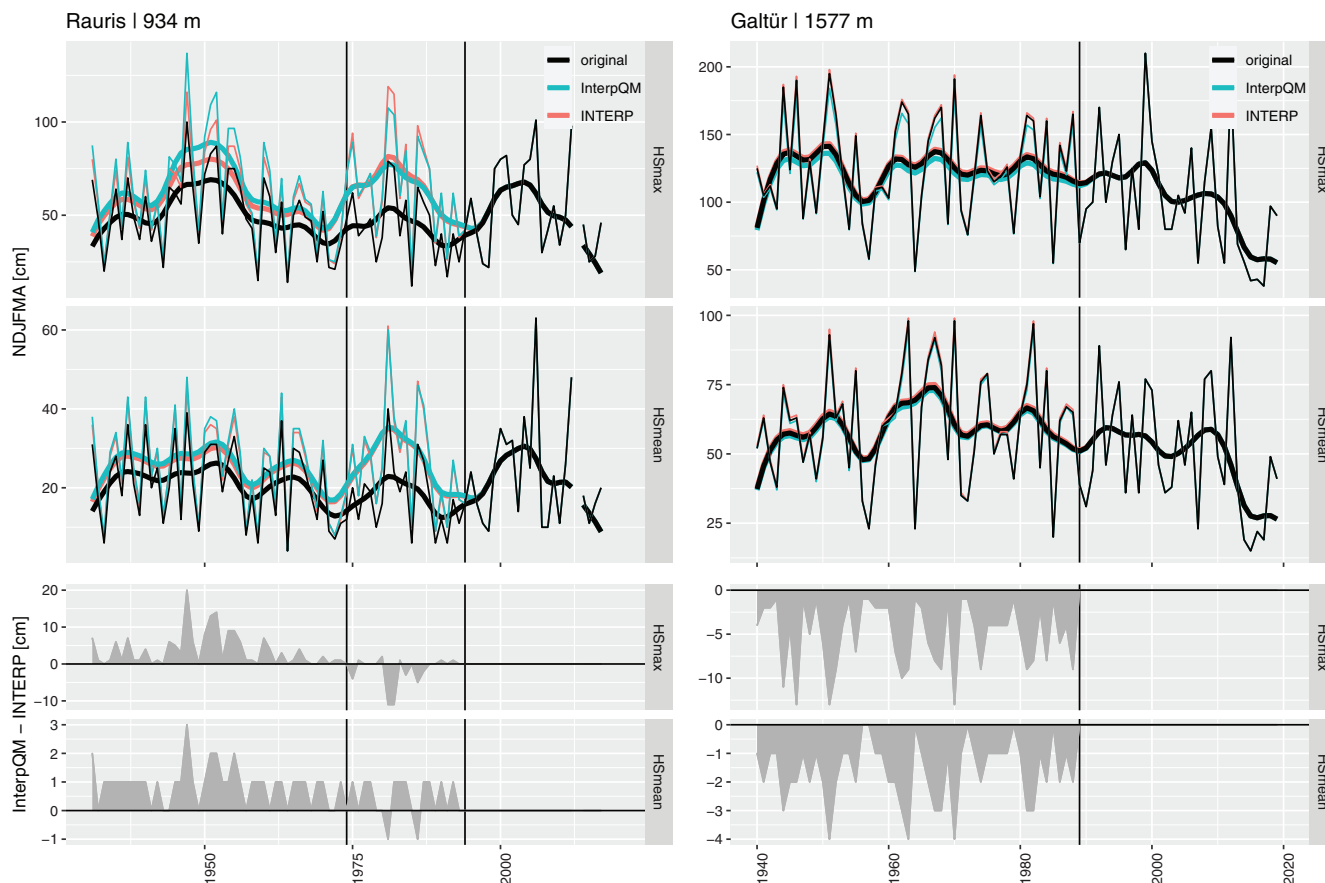 Rauris | 934 m
Galtür | 1577 m
NDJFMA [cm]
100
50
original
InterpQM
INTERP
HSmax
60
40
20
HSmean
200
150
100
50
original
InterpQM
INTERP
HSmax
100
75
50
25
HSmean
InterpQM − INTERP [cm]
20
10
0
−10
HSmax
3
2
1
0
−1
HSmean
1950
1975
2000
0
−5
−10
HSmax
0
−1
−2
−3
−4
HSmean
1940
1960
1980
2000
2020